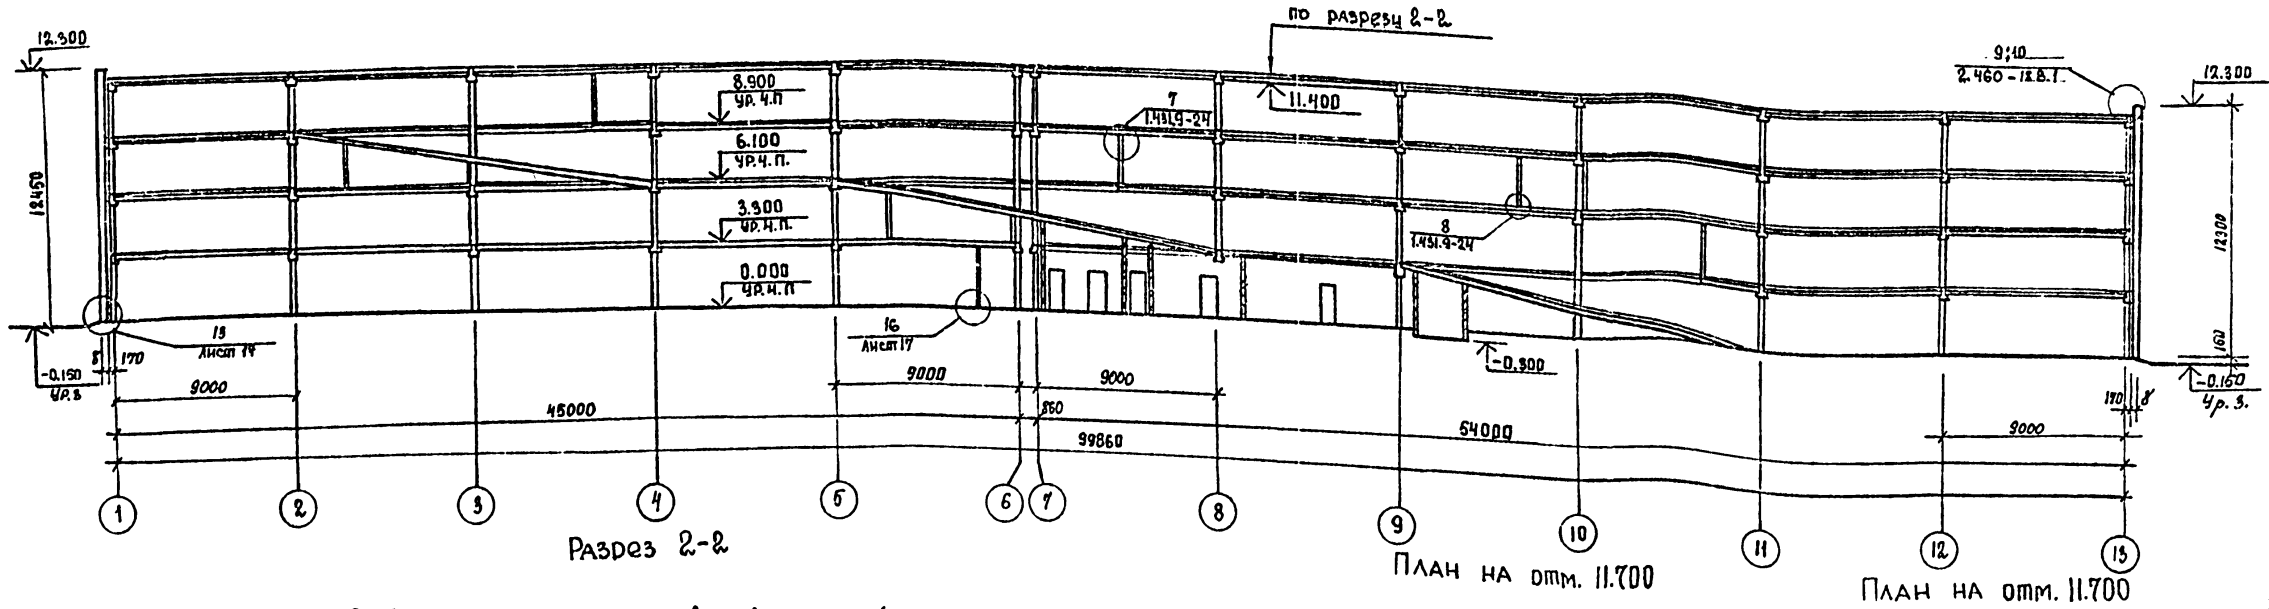 по разрезу 2-2
12.300
9;10
2.460-18.В.1
12.300
8.900
ур.ч.п
11.400
7
1.431.9-24
6.100
ур.ч.п.
12450
3.300
ур.ч.п.
8
1.431.9-24
12300
0.000
ур.ч.п
13
лист 17
16
лист 17
160
δ 170
-0.150
ур.з
-0.300
-0.150
ур.з.
170 δ
9000
9000
9000
9000
45000
860
54000
99860
1
2
3
4
5
6
7
8
9
10
11
12
13
Разрез 2-2
План на отм. 11.700
План на отм. 11.700